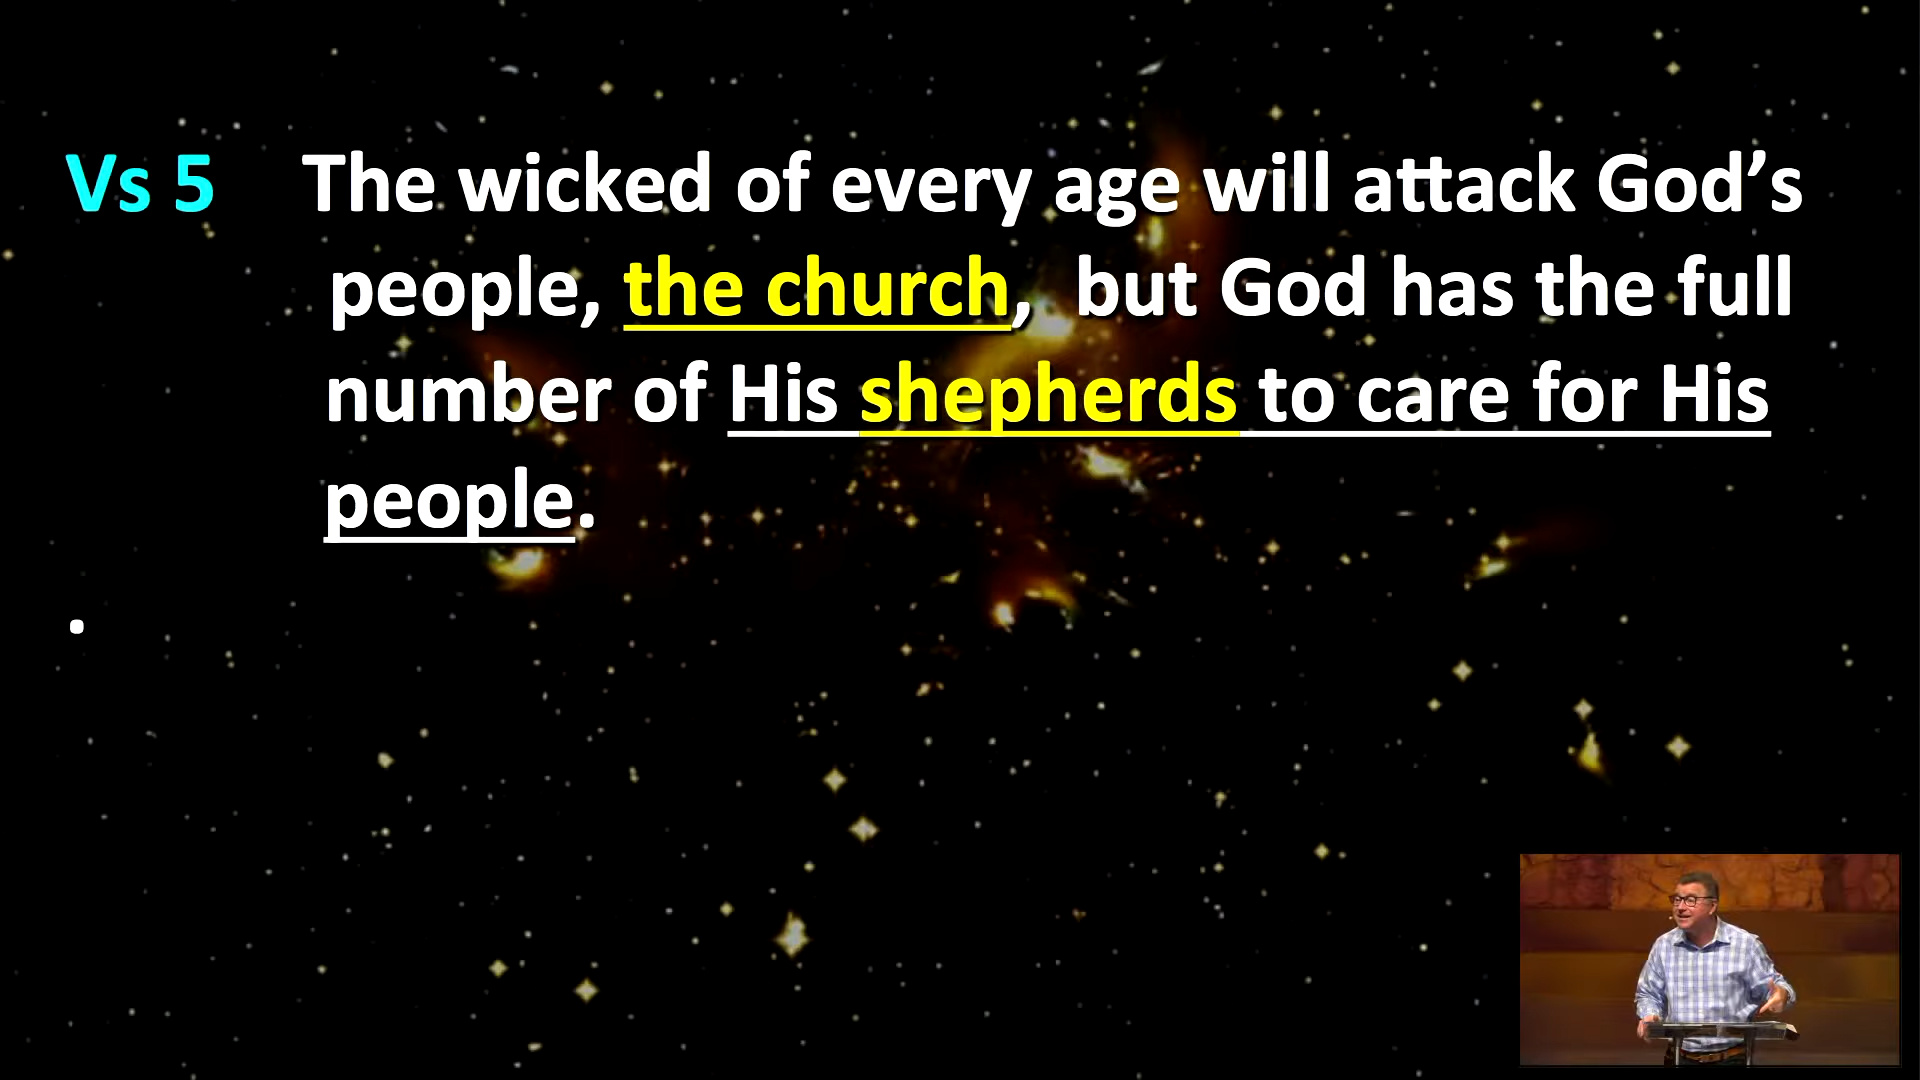 Vs 5 The wicked of every age will attack God’s
people, the church, but God has the full
number of His shepherds to care for His
people.
.